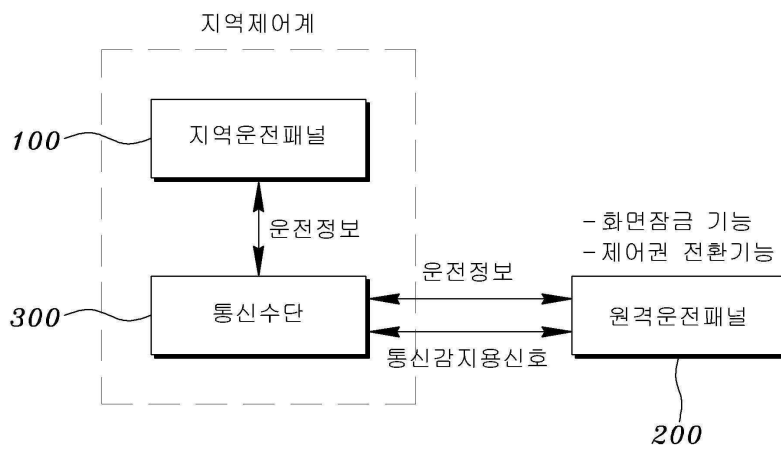 지역제어계
100
지역운전패널
운전정보
- 화면잠금 기능
- 제어권 전환기능
300
통신수단
운전정보
통신감지용신호
원격운전패널
200